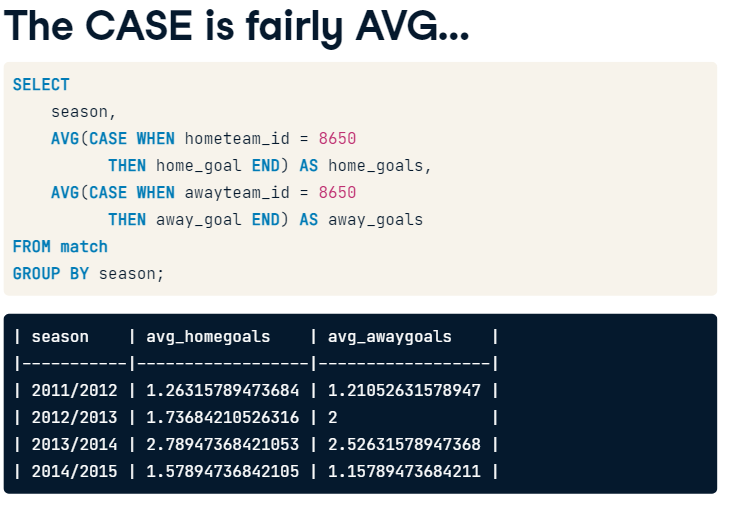 The CASE is fairly AVG...
SELECT
    season,
    AVG(CASE WHEN hometeam_id = 8650
          THEN home_goal END) AS home_goals,
    AVG(CASE WHEN awayteam_id = 8650
          THEN away_goal END) AS away_goals
FROM match
GROUP BY season;
| season    | avg_homegoals    | avg_awaygoals    |
|-----------|------------------|------------------|
| 2011/2012 | 1.26315789473684 | 1.21052631578947 |
| 2012/2013 | 1.73684210526316 | 2                |
| 2013/2014 | 2.78947368421053 | 2.52631578947368 |
| 2014/2015 | 1.57894736842105 | 1.15789473684211 |